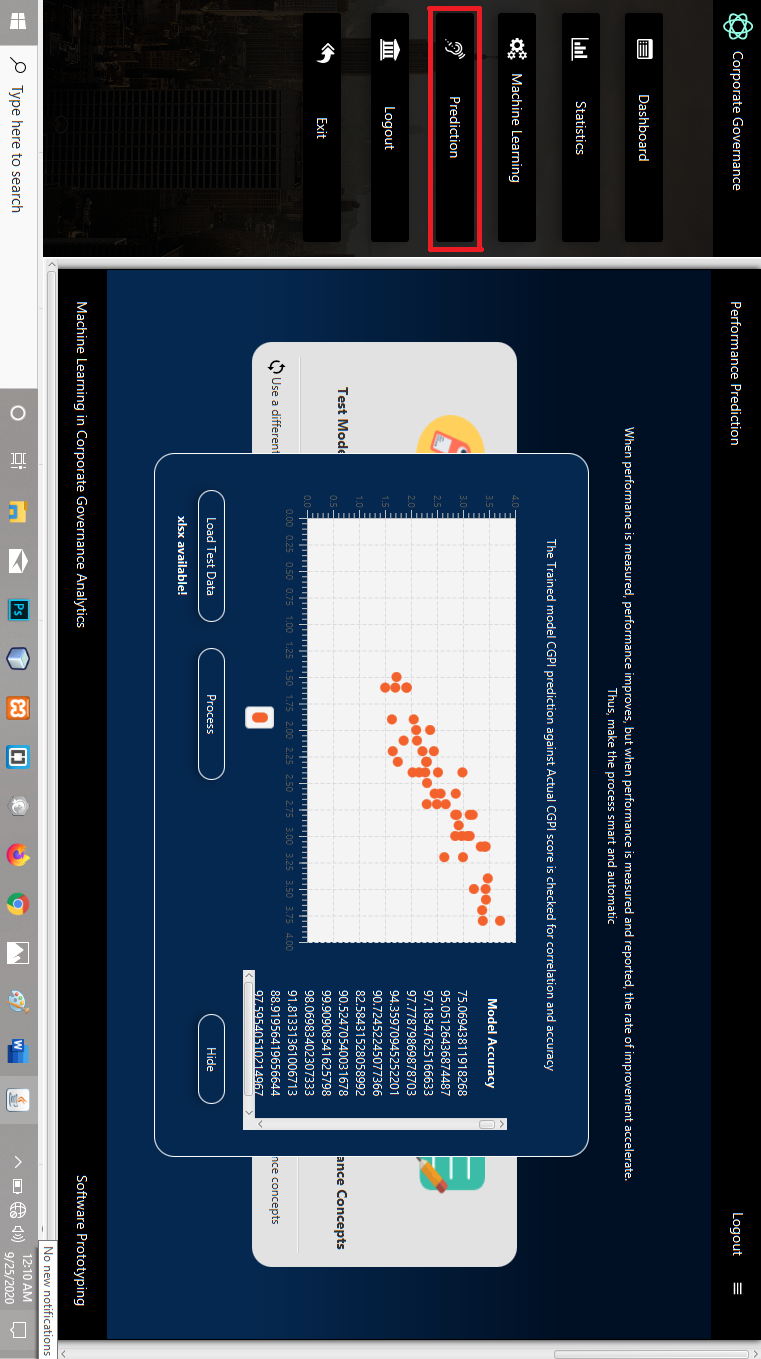 Corporate Governance
Dashboard
Statistics
Machine Learning
Prediction
Logout
Exit
Performance Prediction
Logout
When performance is measured, performance improves, but when performance is measured and reported, the rate of improvement accelerate.
Thus, make the process smart and automatic
Test Mode
Use a different
ance Concepts
nce concepts
The Trained model CGPI prediction against Actual CGPI score is checked for correlation and accuracy
4.0
3.5
3.0
2.5
2.0
1.5
0.5
0.0
0.00 0.25 0.50 0.75 1.00 1.25 1.50 1.75 2.00 2.25 2.50 2.75 3.00 3.25 3.50 3.75 4.00
Model Accuracy
75.06943811918268
95.05126436874487
97.18547625166633
97.77879869878703
94.35970945252201
90.72452245077366
82.58431528058992
90.52470540031678
99.90908541625798
98.06983402307333
91.81331361006713
88.91956419656644
97.59540510214967
Load Test Data
Process
Hide
xlsx available!
Machine Learning in Corporate Governance Analytics
Software Prototyping
No new notifications
Type here to search
Ps
W
12:10 AM
9/25/2020